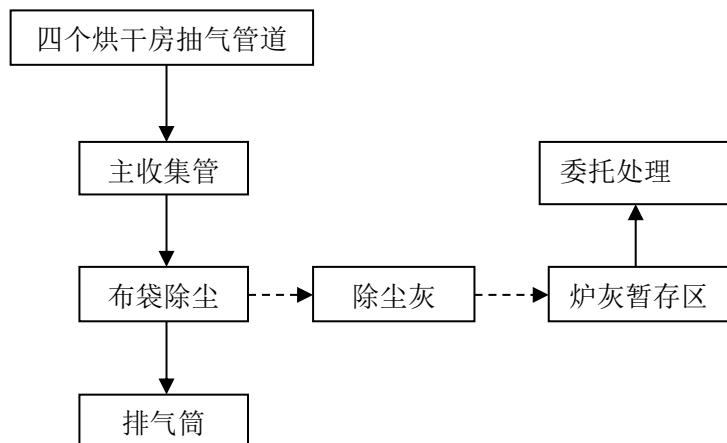 四个烘干房抽气管道
主收集管
委托处理
布袋除尘
除尘灰
炉灰暂存区
排气筒